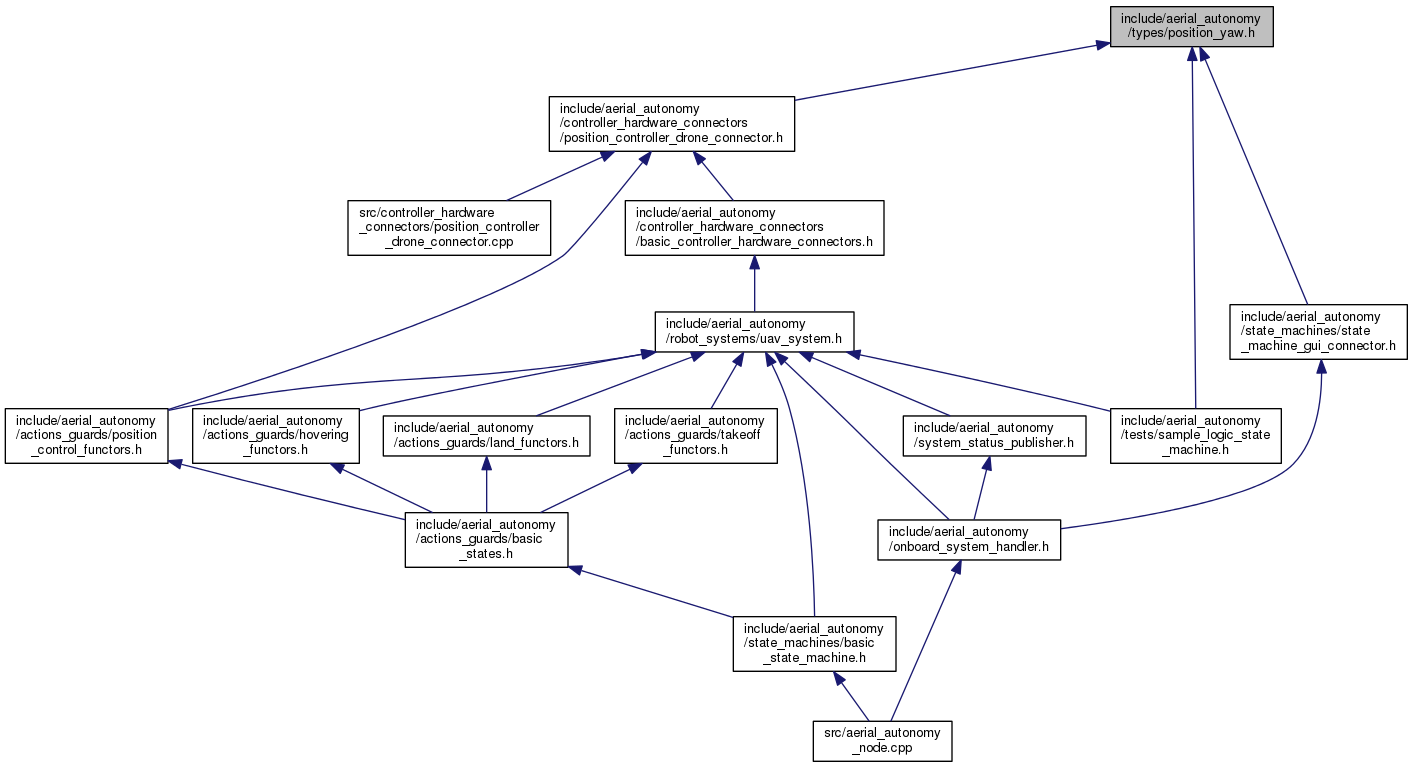 include/aerial_autonomy
/types/position_yaw.h
include/aerial_autonomy
/controller_hardware_connectors
/position_controller_drone_connector.h
src/controller_hardware
_connectors/position_controller
_drone_connector.cpp
include/aerial_autonomy
/controller_hardware_connectors
/basic_controller_hardware_connectors.h
include/aerial_autonomy
/robot_systems/uav_system.h
include/aerial_autonomy
/state_machines/state
_machine_gui_connector.h
include/aerial_autonomy
/actions_guards/position
_control_functors.h
include/aerial_autonomy
/actions_guards/hovering
_functors.h
include/aerial_autonomy
/actions_guards/land_functors.h
include/aerial_autonomy
/actions_guards/takeoff
_functors.h
include/aerial_autonomy
/system_status_publisher.h
include/aerial_autonomy
/tests/sample_logic_state
_machine.h
include/aerial_autonomy
/actions_guards/basic
_states.h
include/aerial_autonomy
/onboard_system_handler.h
include/aerial_autonomy
/state_machines/basic
_state_machine.h
src/aerial_autonomy
_node.cpp